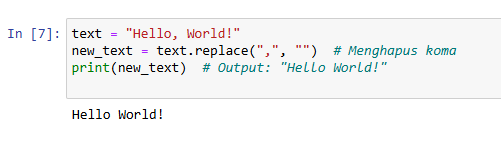 In [7]: text = "Hello, World!"
new_text = text.replace(",", "")  # Menghapus koma
print(new_text)  # Output: "Hello World!"
Hello World!